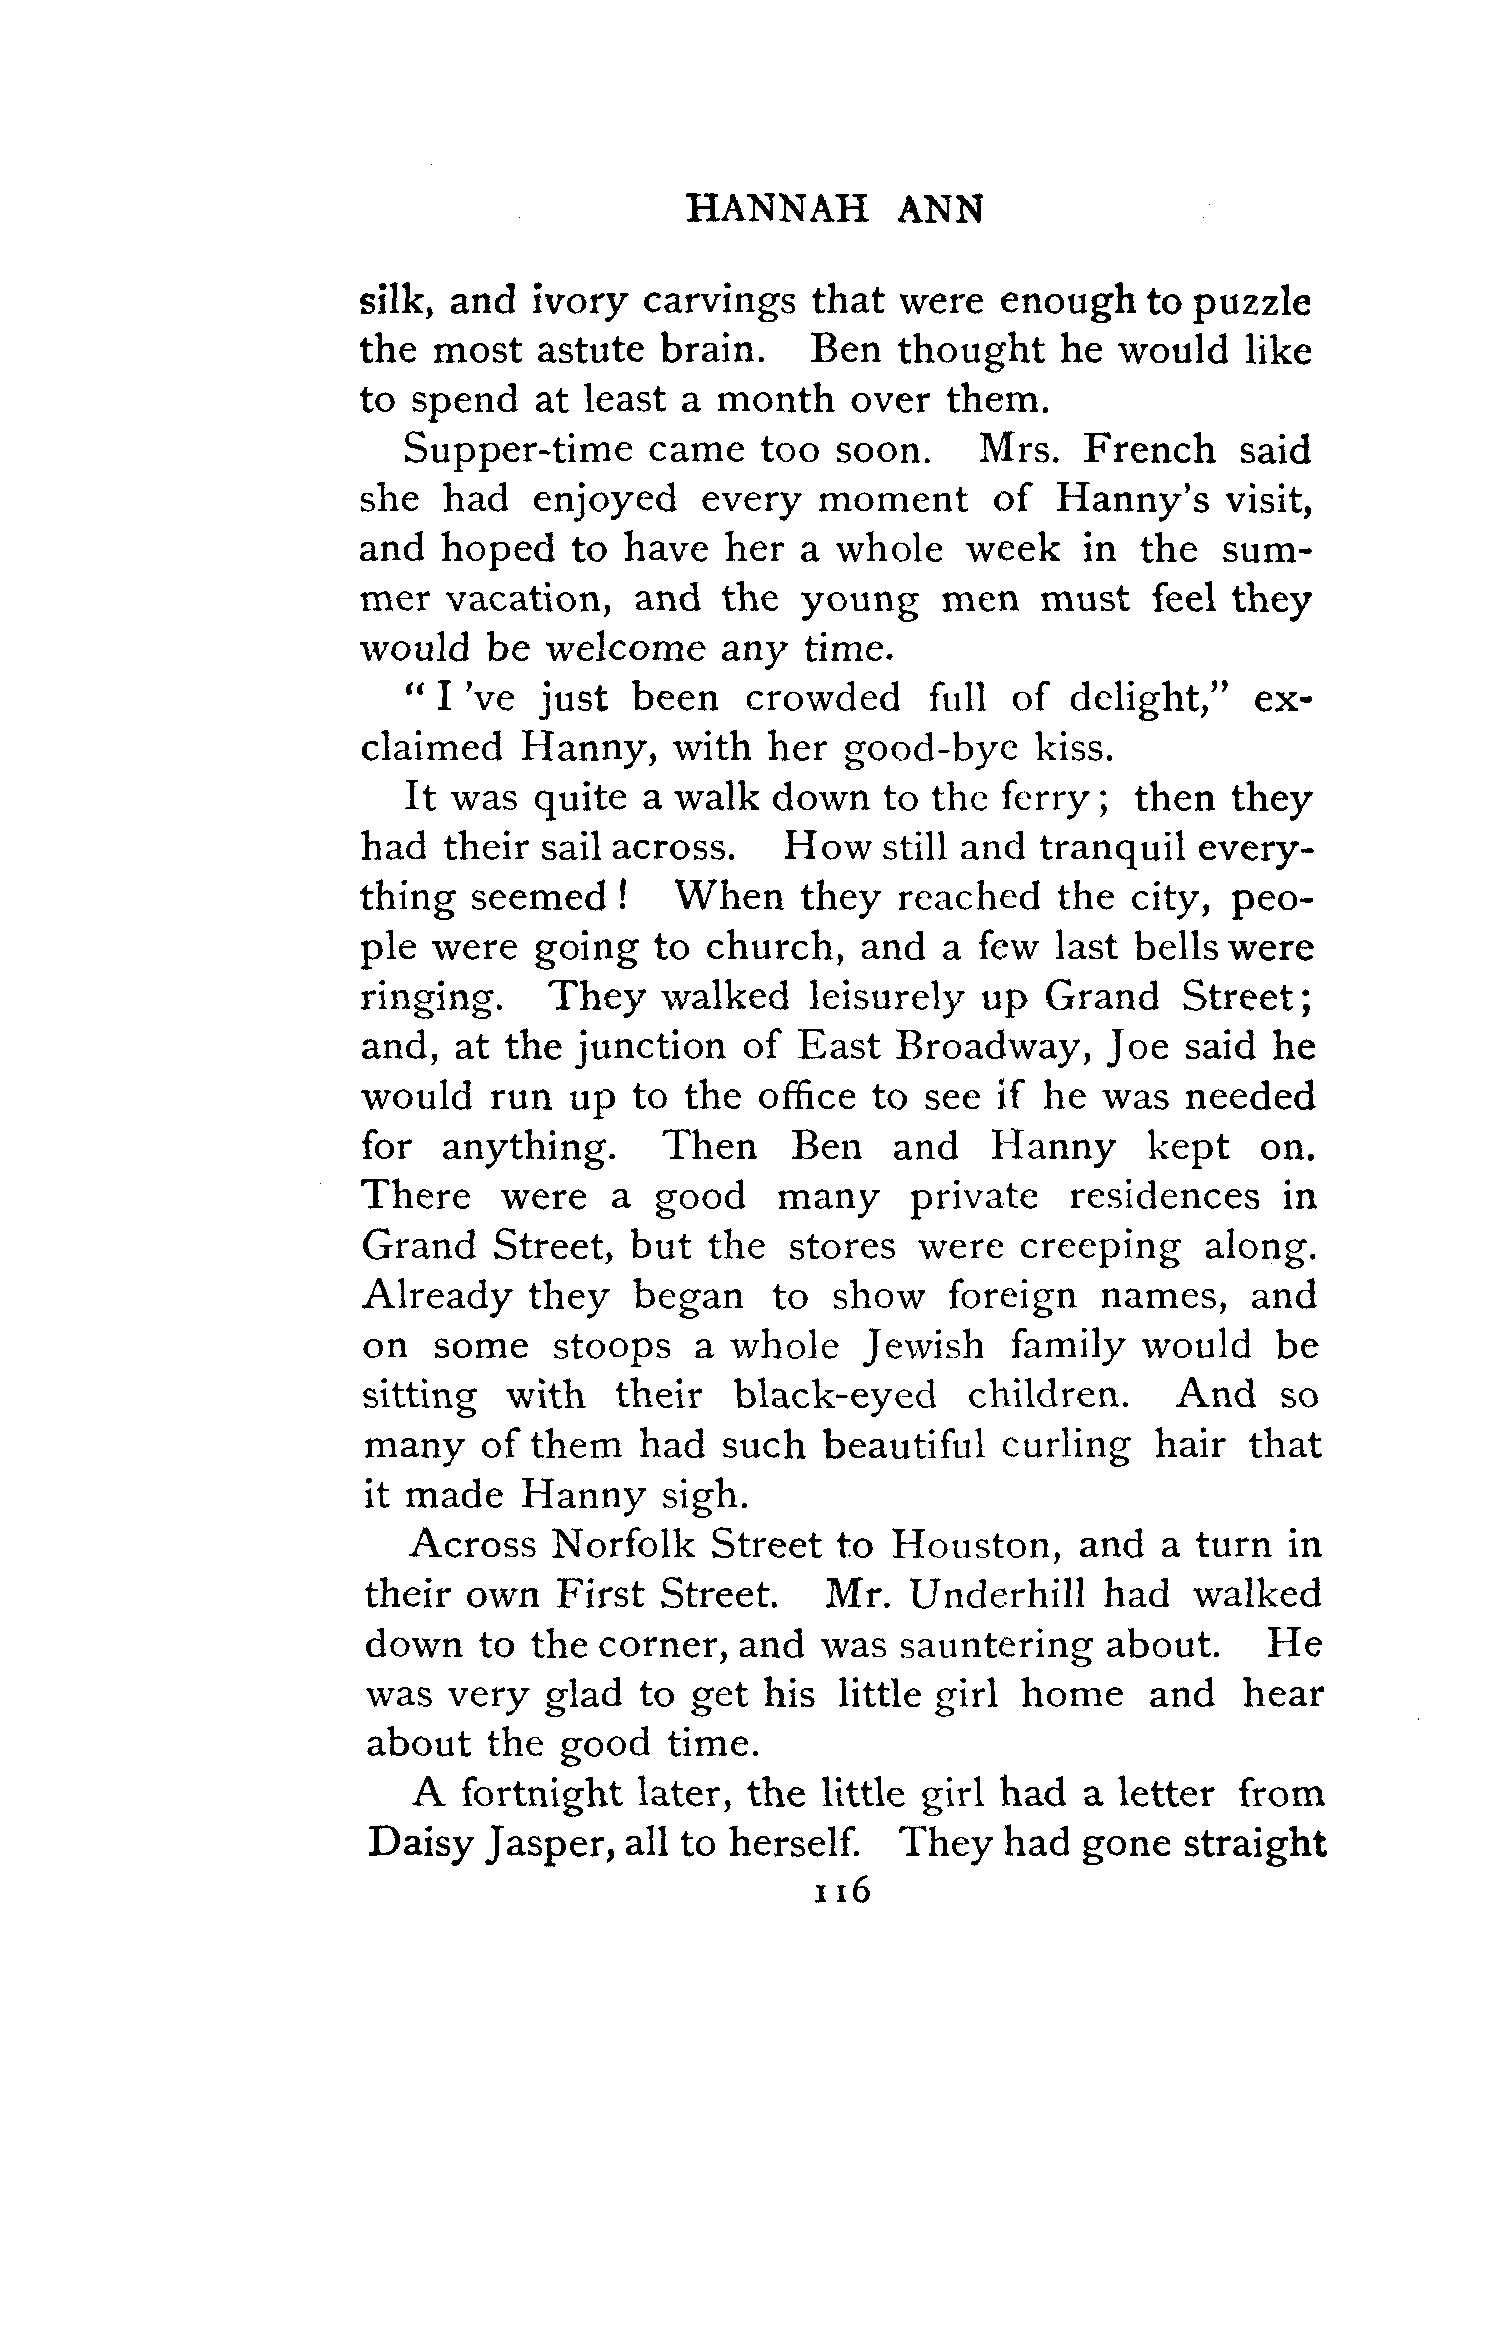 HANNAH ANN
silk, and ivory carvings that were enough to puzzle
the most astute brain. Ben thought he would like
to spend at least a month over them.
Supper-time came too soon. Mrs. French said
she had enjoyed every moment of Hanny's visit,
and hoped to have her a whole week in the sum-
mer vacation, and the young men must feel they
would be welcome any time.
" I 've just been crowded full of delight," ex-
claimed Hanny, with her good-bye kiss.
It was quite a walk down to the ferry ; then they
had their sail across. How still and tranquil every-
thing seemed ! When they reached the city, peo-
ple were going to church, and a few last bells were
ringing. They walked leisurely up Grand Street;
and, at the junction of East Broadway, Joe said he
would run up to the office to see if he was needed
for anything. Then Ben and Hanny kept on.
There were a good many private residences in
Grand Street, but the stores were creeping along.
Already they began to show foreign names, and
on some stoops a whole Jewish family would be
sitting with their black-eyed children. And so
many of them had such beautiful curling hair that
it made Hanny sigh.
Across Norfolk Street to Houston, and a turn in
their own First Street. Mr. Underhill had walked
down to the corner, and was sauntering about. He
was very glad to get his little girl home and hear
about the good time.
A fortnight later, the little girl had a letter from
Daisy Jasper, all to herself. They had gone straight
116